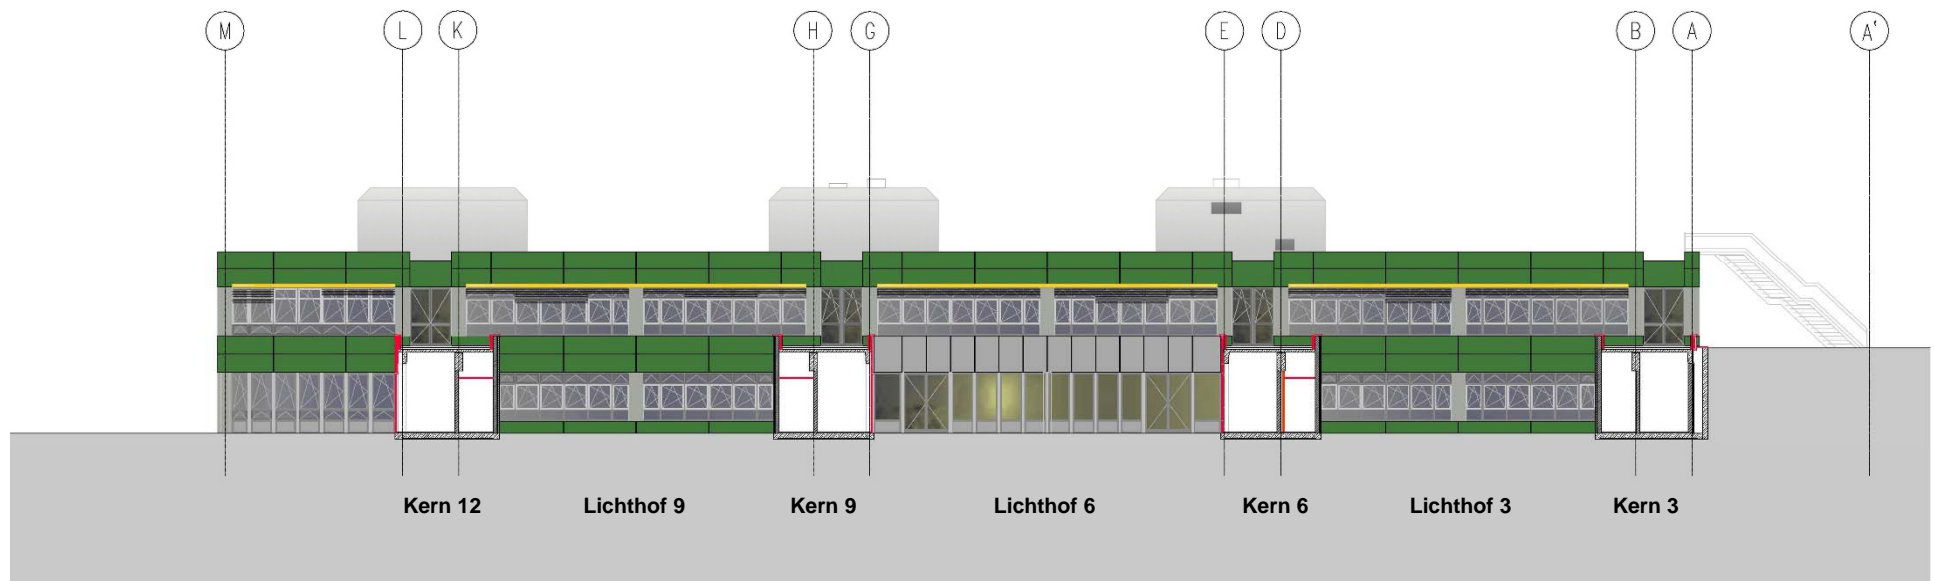 M L K H G E D B A A'
Kern 12 Lichthof 9 Kern 9 Lichthof 6 Kern 6 Lichthof 3 Kern 3